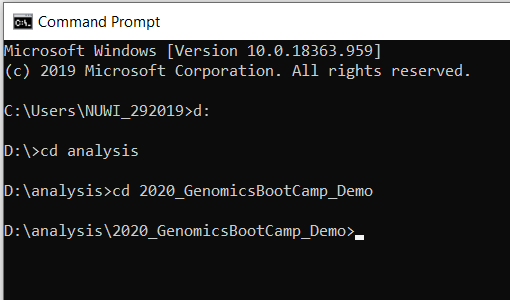 Command Prompt
Microsoft Windows [Version 10.0.18363.959]
(c) 2019 Microsoft Corporation. All rights reserved.
C:\Users\NUWI_292019>d:
D:\>cd analysis
D:\analysis>cd 2020_GenomicsBootCamp_Demo
D:\analysis\2020_GenomicsBootCamp_Demo>